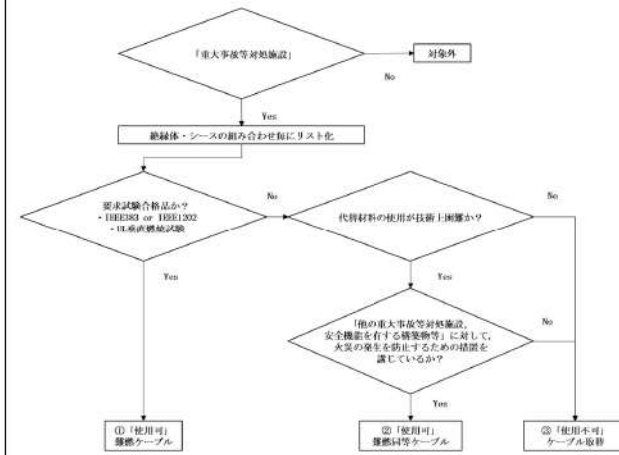 「重大事故等対処施設」
対象外
No
Yes
絶縁体・シースの組み合わせ毎にリスト化
要求試験合格品か?
・IEEE383 or IEEE1202
・UL垂直燃焼試験
No
代替材料の使用が技術上困難か?
No
Yes
Yes
「他の重大事故等対処施設,
安全機能を有する構築物等」に対して,
火災の発生を防止するための措置を
講じているか?
No
Yes
①「使用可」
難燃ケーブル
②「使用可」
難燃同等ケーブル
③「使用不可」
ケーブル取替